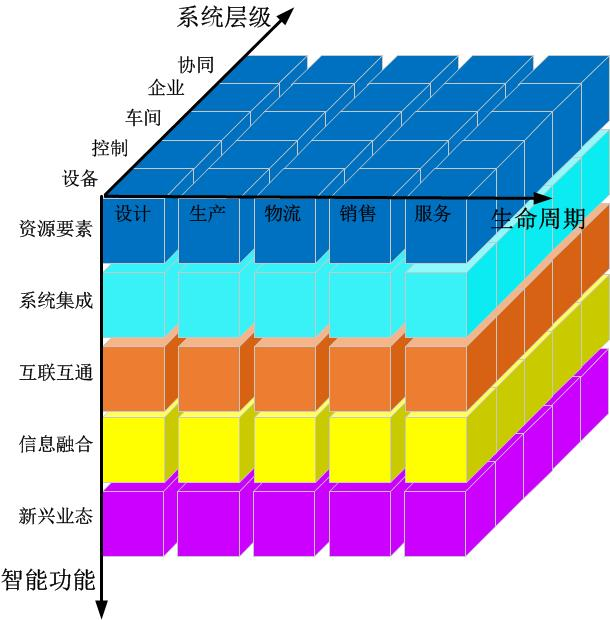 系统层级
协同
企业
车间
控制
设备
设计 生产 物流 销售 服务
生命周期
资源要素
系统集成
互联互通
信息融合
新兴业态
智能功能